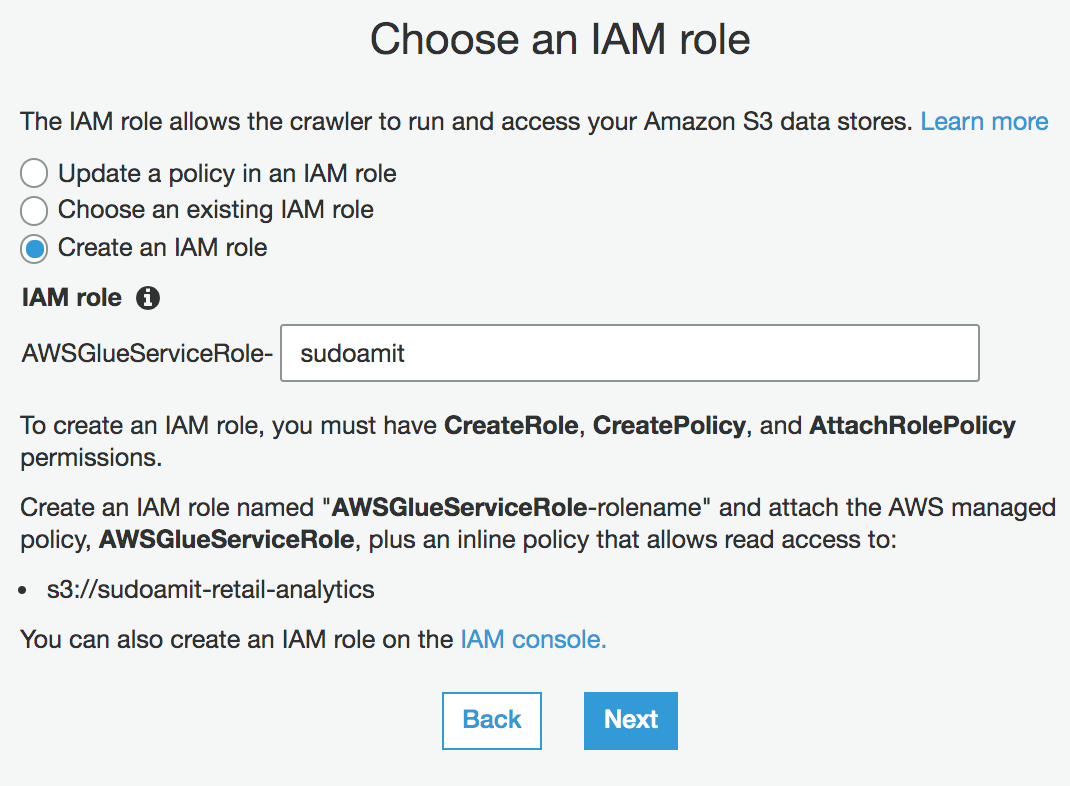 Choose an IAM role
The IAM role allows the crawler to run and access your Amazon S3 data stores. Learn more
Update a policy in an IAM role
Choose an existing IAM role
Create an IAM role
IAM role
AWSGlueServiceRole- sudoamit
To create an IAM role, you must have CreateRole, CreatePolicy, and AttachRolePolicy
permissions.
Create an IAM role named "AWSGlueServiceRole-rolename" and attach the AWS managed
policy, AWSGlueServiceRole, plus an inline policy that allows read access to:
• s3://sudoamit-retail-analytics
You can also create an IAM role on the IAM console.
Back Next